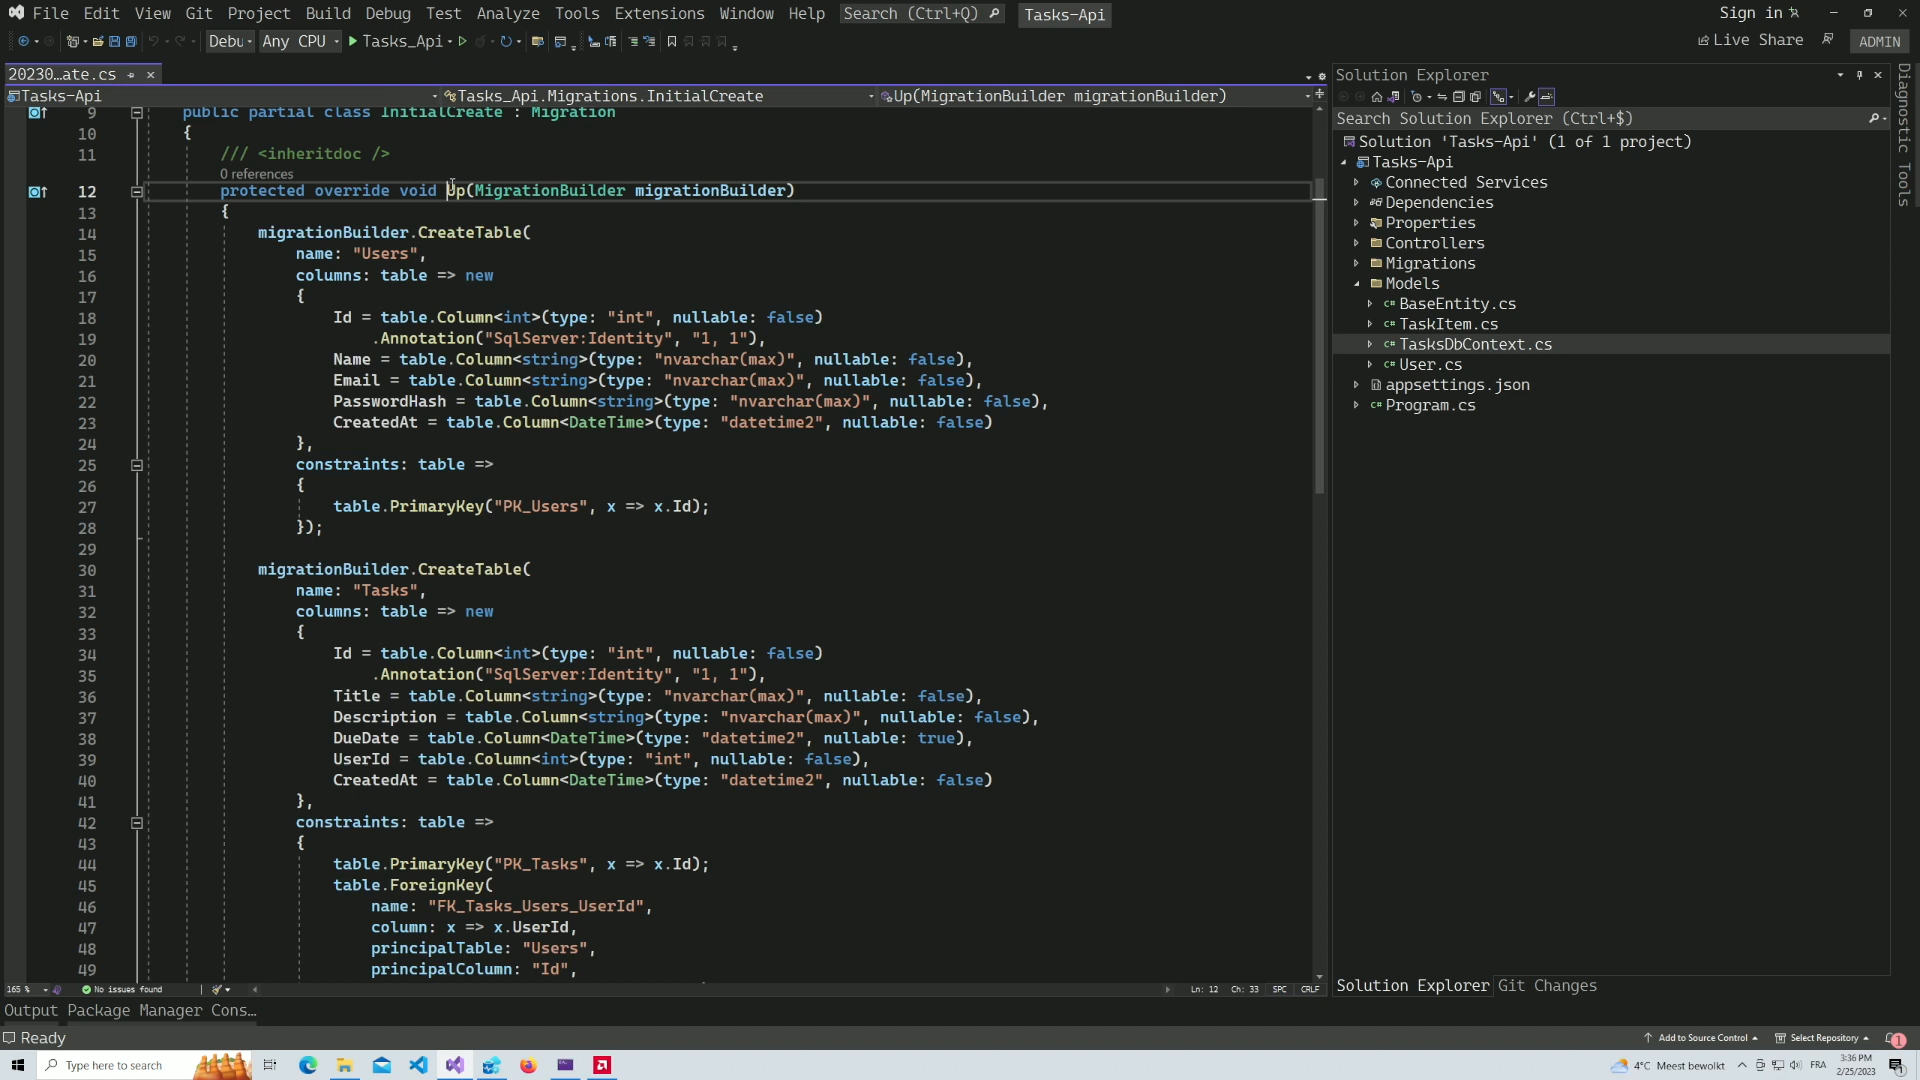 File Edit View Git Project Build Debug Test Analyze Tools Extensions Window Help Search (Ctrl+Q) Tasks-Api Sign in
Debu Any CPU Tasks_Api Live Share ADMIN
20230…ate.cs
Tasks-Api Tasks_Api.Migrations.InitialCreate Up(MigrationBuilder migrationBuilder)
9 public partial class InitialCreate : Migration
10 {
11 /// <inheritdoc />
0 references
12 protected override void Up(MigrationBuilder migrationBuilder)
13 {
14 migrationBuilder.CreateTable(
15 name: "Users",
16 columns: table => new
17 {
18 Id = table.Column<int>(type: "int", nullable: false)
19 .Annotation("SqlServer:Identity", "1, 1"),
20 Name = table.Column<string>(type: "nvarchar(max)", nullable: false),
21 Email = table.Column<string>(type: "nvarchar(max)", nullable: false),
22 PasswordHash = table.Column<string>(type: "nvarchar(max)", nullable: false),
23 CreatedAt = table.Column<DateTime>(type: "datetime2", nullable: false)
24 },
25 constraints: table =>
26 {
27 table.PrimaryKey("PK_Users", x => x.Id);
28 });
29
30 migrationBuilder.CreateTable(
31 name: "Tasks",
32 columns: table => new
33 {
34 Id = table.Column<int>(type: "int", nullable: false)
35 .Annotation("SqlServer:Identity", "1, 1"),
36 Title = table.Column<string>(type: "nvarchar(max)", nullable: false),
37 Description = table.Column<string>(type: "nvarchar(max)", nullable: false),
38 DueDate = table.Column<DateTime>(type: "datetime2", nullable: true),
39 UserId = table.Column<int>(type: "int", nullable: false),
40 CreatedAt = table.Column<DateTime>(type: "datetime2", nullable: false)
41 },
42 constraints: table =>
43 {
44 table.PrimaryKey("PK_Tasks", x => x.Id);
45 table.ForeignKey(
46 name: "FK_Tasks_Users_UserId",
47 column: x => x.UserId,
48 principalTable: "Users",
49 principalColumn: "Id",
165 % No issues found Ln: 12 Ch: 33 SPC CRLF
Solution Explorer
Search Solution Explorer (Ctrl+$)
Solution 'Tasks-Api' (1 of 1 project)
Tasks-Api
Connected Services
Dependencies
Properties
Controllers
Migrations
Models
C# BaseEntity.cs
C# TaskItem.cs
C# TasksDbContext.cs
C# User.cs
appsettings.json
C# Program.cs
Solution Explorer Git Changes
Diagnostic Tools
Output Package Manager Cons…
Ready Add to Source Control Select Repository 1
Type here to search 4°C Meest bewolkt FRA 3:36 PM
2/25/2023